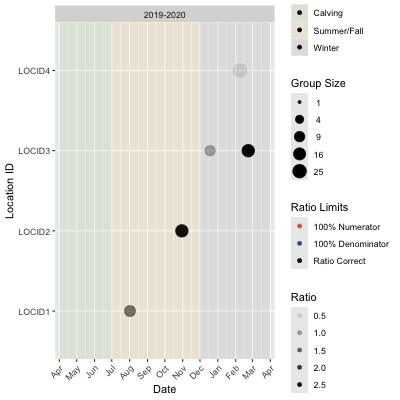 2019-2020
LOCID4
LOCID3
LOCID2
LOCID1
Location ID
Apr May Jun Jul Aug Sep Oct Nov Dec Jan Feb Mar Apr
Date
Calving
Summer/Fall
Winter
Group Size
1
4
9
16
25
Ratio Limits
100% Numerator
100% Denominator
Ratio Correct
Ratio
0.5
1.0
1.5
2.0
2.5